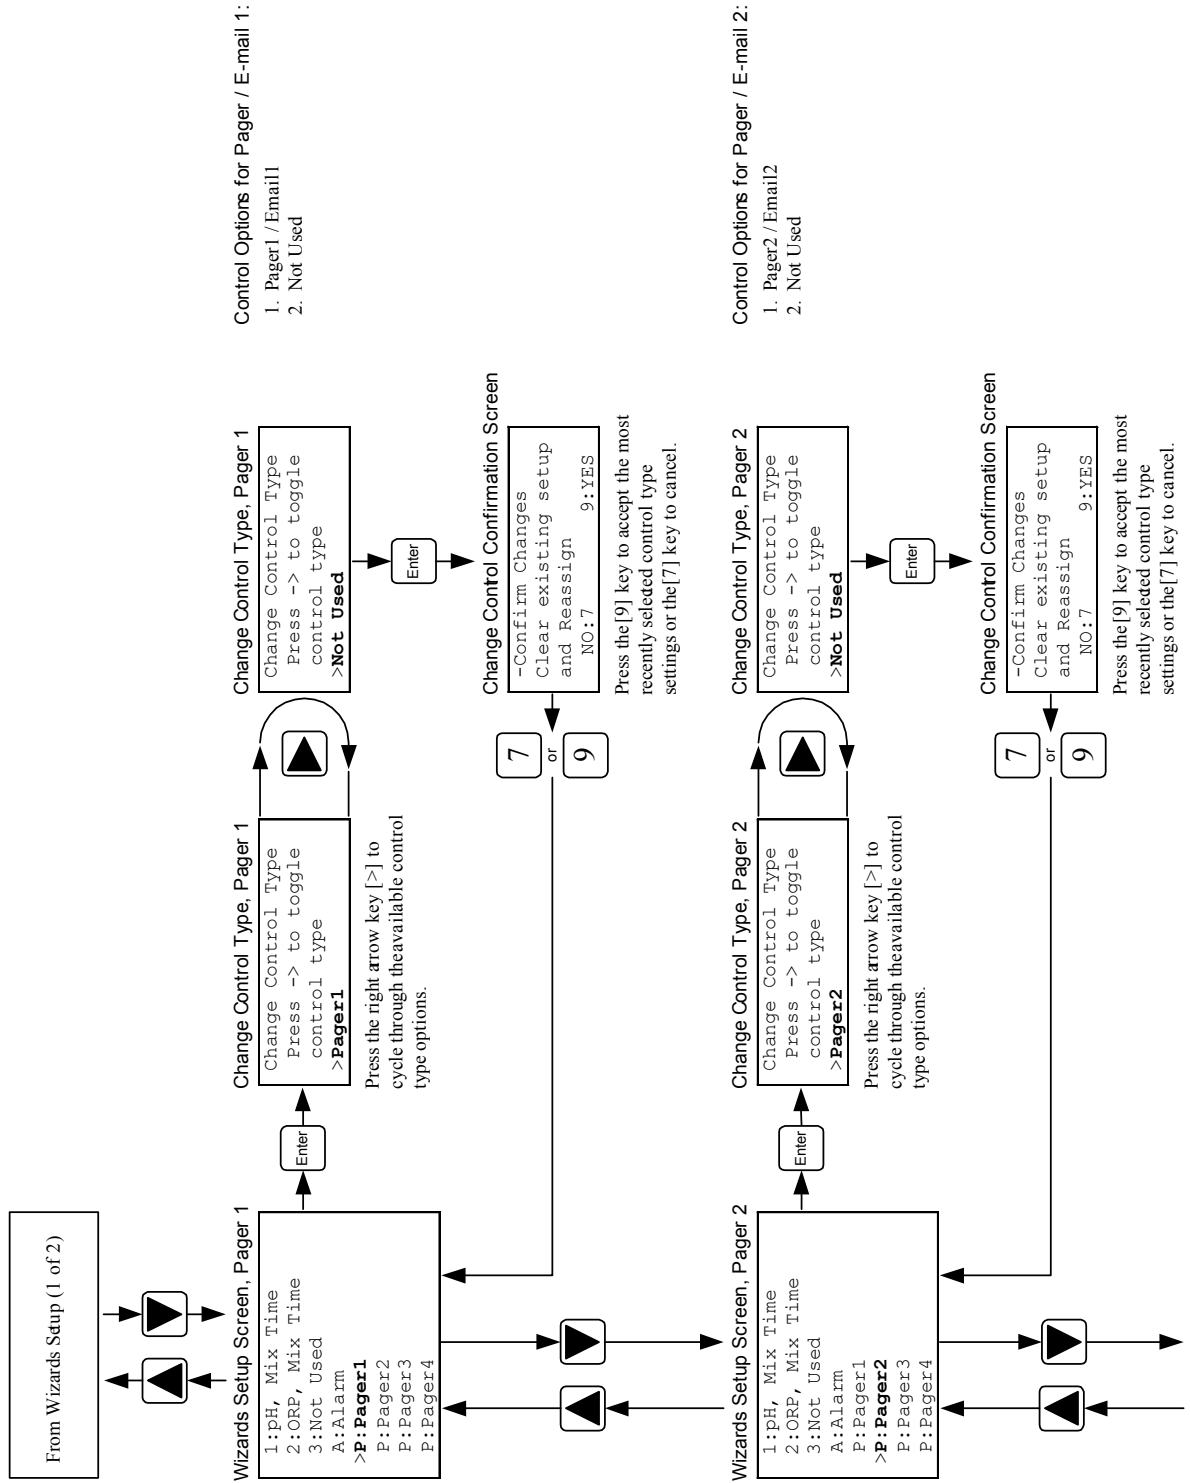 From Wizards Setup (1 of 2)
Wizards Setup Screen, Pager 1
1:pH, Mix Time
2:ORP, Mix Time
3:Not Used
A:Alarm
>P:Pager1
P:Pager2
P:Pager3
P:Pager4
Enter
Change Control Type, Pager 1
Change Control Type
Press -> to toggle
control type
>Pager1
Press the right arrow key [>] to
cycle through theavailable control
type options.
Change Control Type, Pager 1
Change Control Type
Press -> to toggle
control type
>Not Used
Enter
Change Control Confirmation Screen
-Confirm Changes
Clear existing setup
and Reassign
NO:7 9:YES
Press the [9] key to accept the most
recently selected control type
settings or the [7] key to cancel.
7
or
9
Control Options for Pager / E-mail 1:
1. Pager1 / Email1
2. Not Used
Wizards Setup Screen, Pager 2
1:pH, Mix Time
2:ORP, Mix Time
3:Not Used
A:Alarm
P:Pager1
>P:Pager2
P:Pager3
P:Pager4
Enter
Change Control Type, Pager 2
Change Control Type
Press -> to toggle
control type
>Pager2
Press the right arrow key [>] to
cycle through theavailable control
type options.
Change Control Type, Pager 2
Change Control Type
Press -> to toggle
control type
>Not Used
Enter
Change Control Confirmation Screen
-Confirm Changes
Clear existing setup
and Reassign
NO:7 9:YES
Press the [9] key to accept the most
recently selected control type
settings or the [7] key to cancel.
7
or
9
Control Options for Pager / E-mail 2:
1. Pager2 / Email2
2. Not Used